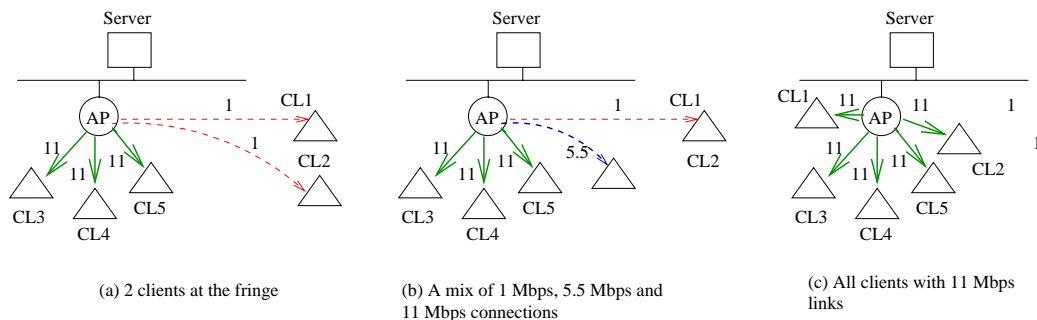 Server
AP
1
CL1
1
CL2
11
11
11
CL3
CL4
CL5
(a) 2 clients at the fringe
Server
AP
1
CL1
5.5
CL2
11
11
11
CL3
CL4
CL5
(b) A mix of 1 Mbps, 5.5 Mbps and
11 Mbps connections
Server
CL1
11
AP
11
1
1
CL2
11
11
11
CL3
CL4
CL5
(c) All clients with 11 Mbps
links